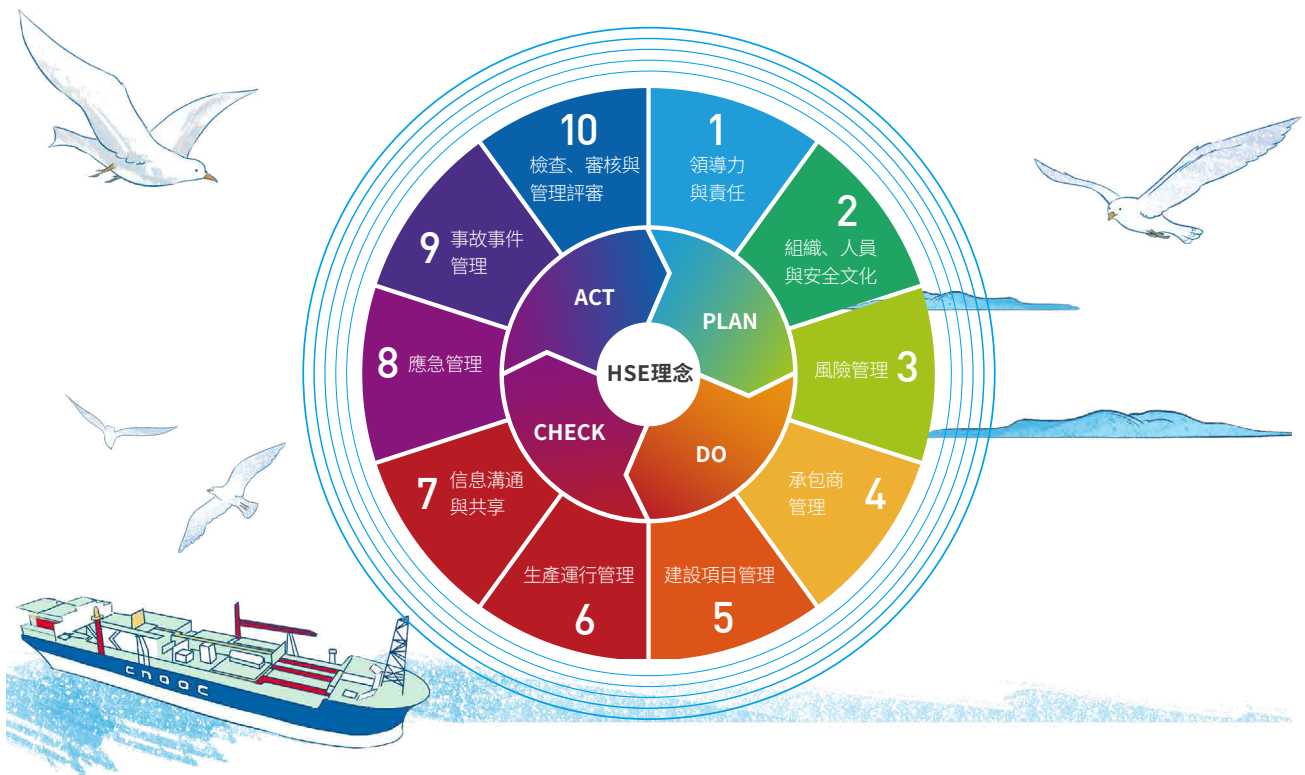 1
領導力
與責任
2
組織、人員
與安全文化
風險管理 3
承包商
管理
4
建設項目管理
5
生產運行管理
6
7
信息溝通
與共享
8 應急管理
9
事故事件
管理
10
檢查、審核與
管理評審
PLAN
DO
CHECK
ACT
HSE理念
cnooc